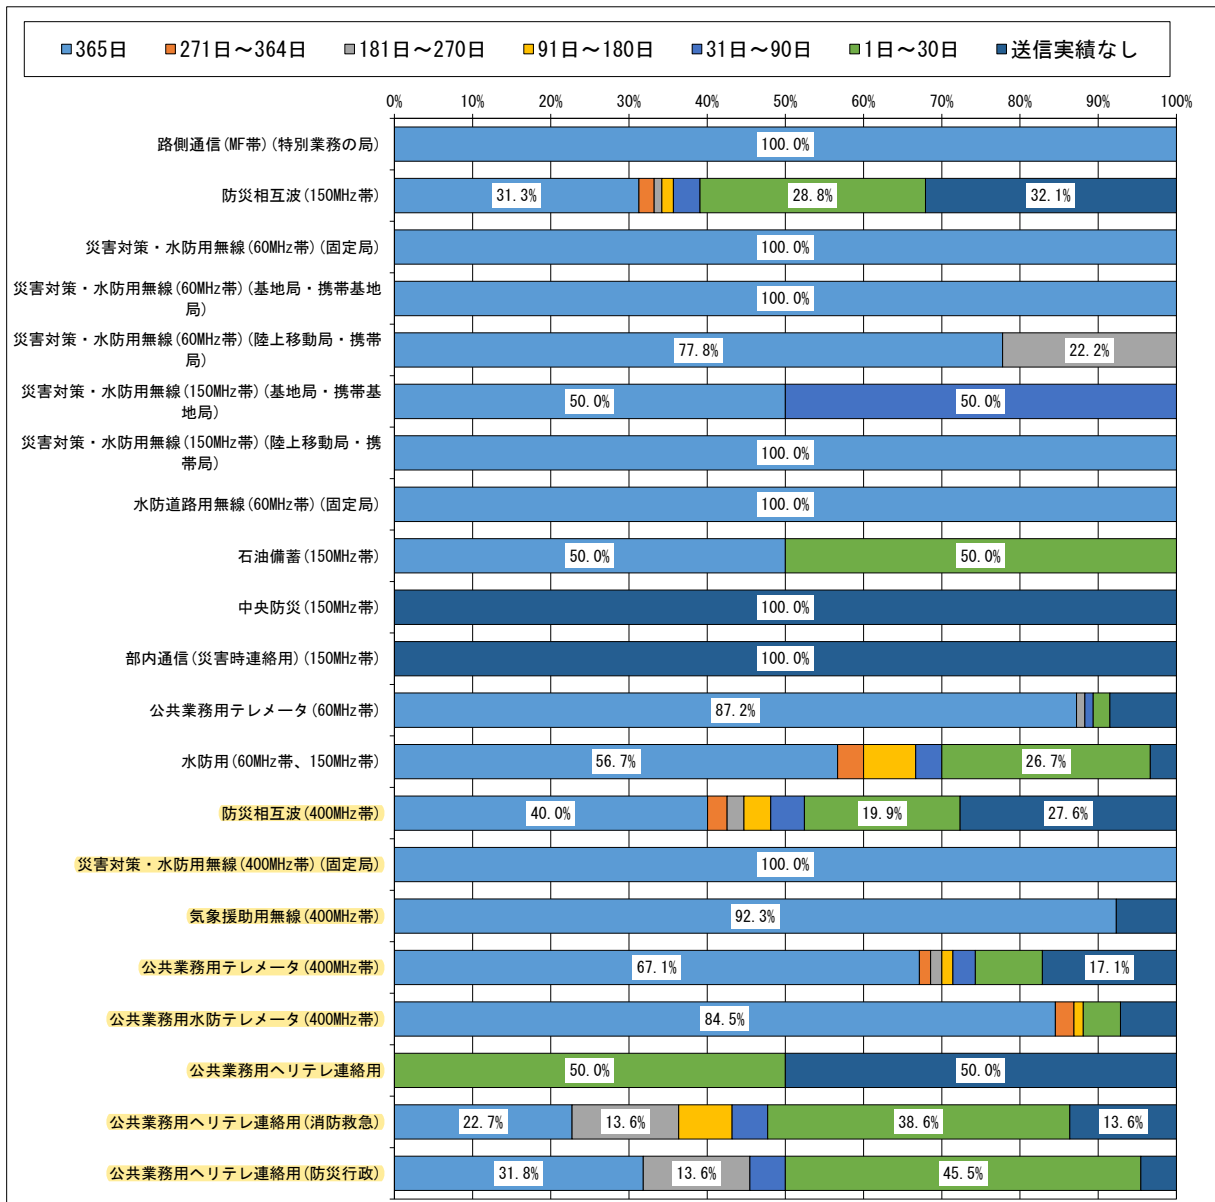 365日 271日～364日 181日～270日 91日～180日 31日～90日 1日～30日 送信実績なし
0% 10% 20% 30% 40% 50% 60% 70% 80% 90% 100%
路側通信(MF帯)(特別業務の局) 100.0%
防災相互波(150MHz帯) 31.3% 28.8% 32.1%
災害対策・水防用無線(60MHz帯)(固定局) 100.0%
災害対策・水防用無線(60MHz帯)(基地局・携帯基地
局) 100.0%
災害対策・水防用無線(60MHz帯)(陸上移動局・携帯
局) 77.8% 22.2%
災害対策・水防用無線(150MHz帯)(基地局・携帯基
地局) 50.0% 50.0%
災害対策・水防用無線(150MHz帯)(陸上移動局・携
帯局) 100.0%
水防道路用無線(60MHz帯)(固定局) 100.0%
石油備蓄(150MHz帯) 50.0% 50.0%
中央防災(150MHz帯) 100.0%
部内通信(災害時連絡用)(150MHz帯) 100.0%
公共業務用テレメータ(60MHz帯) 87.2%
水防用(60MHz帯、150MHz帯) 56.7% 26.7%
防災相互波(400MHz帯) 40.0% 19.9% 27.6%
災害対策・水防用無線(400MHz帯)(固定局) 100.0%
気象援助用無線(400MHz帯) 92.3%
公共業務用テレメータ(400MHz帯) 67.1% 17.1%
公共業務用水防テレメータ(400MHz帯) 84.5%
公共業務用ヘリテレ連絡用 50.0% 50.0%
公共業務用ヘリテレ連絡用(消防救急) 22.7% 13.6% 38.6% 13.6%
公共業務用ヘリテレ連絡用(防災行政) 31.8% 13.6% 45.5%